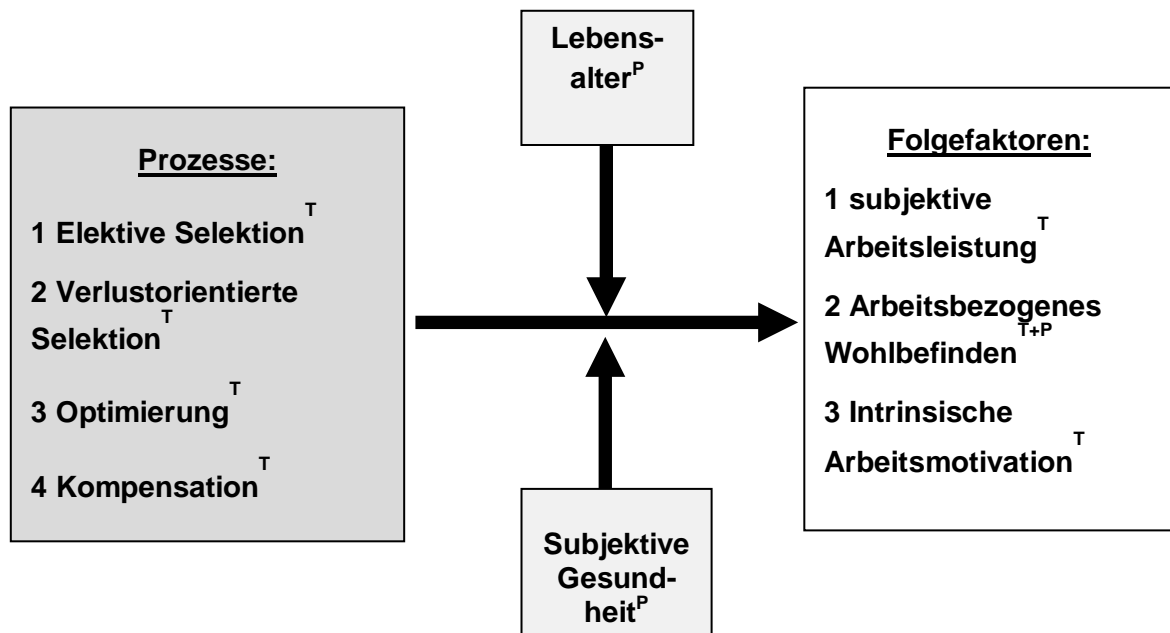 Lebens-
alter^P
Prozesse:
1 Elektive Selektion^T
2 Verlustorientierte
Selektion^T
3 Optimierung^T
4 Kompensation^T
Folgefaktoren:
1 subjektive
Arbeitsleistung^T
2 Arbeitsbezogenes
Wohlbefinden^T+P
3 Intrinsische
Arbeitsmotivation^T
Subjektive
Gesund-
heit^P